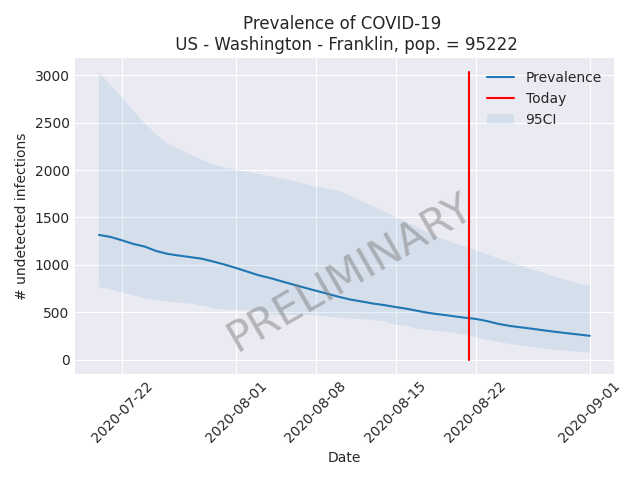 Prevalence of COVID-19
US - Washington - Franklin, pop. = 95222
3000
2500
2000
1500
1000
500
0
# undetected infections
Prevalence
Today
95CI
PRELIMINARY
2020-07-22
2020-08-01
2020-08-08
2020-08-15
2020-08-22
2020-09-01
Date